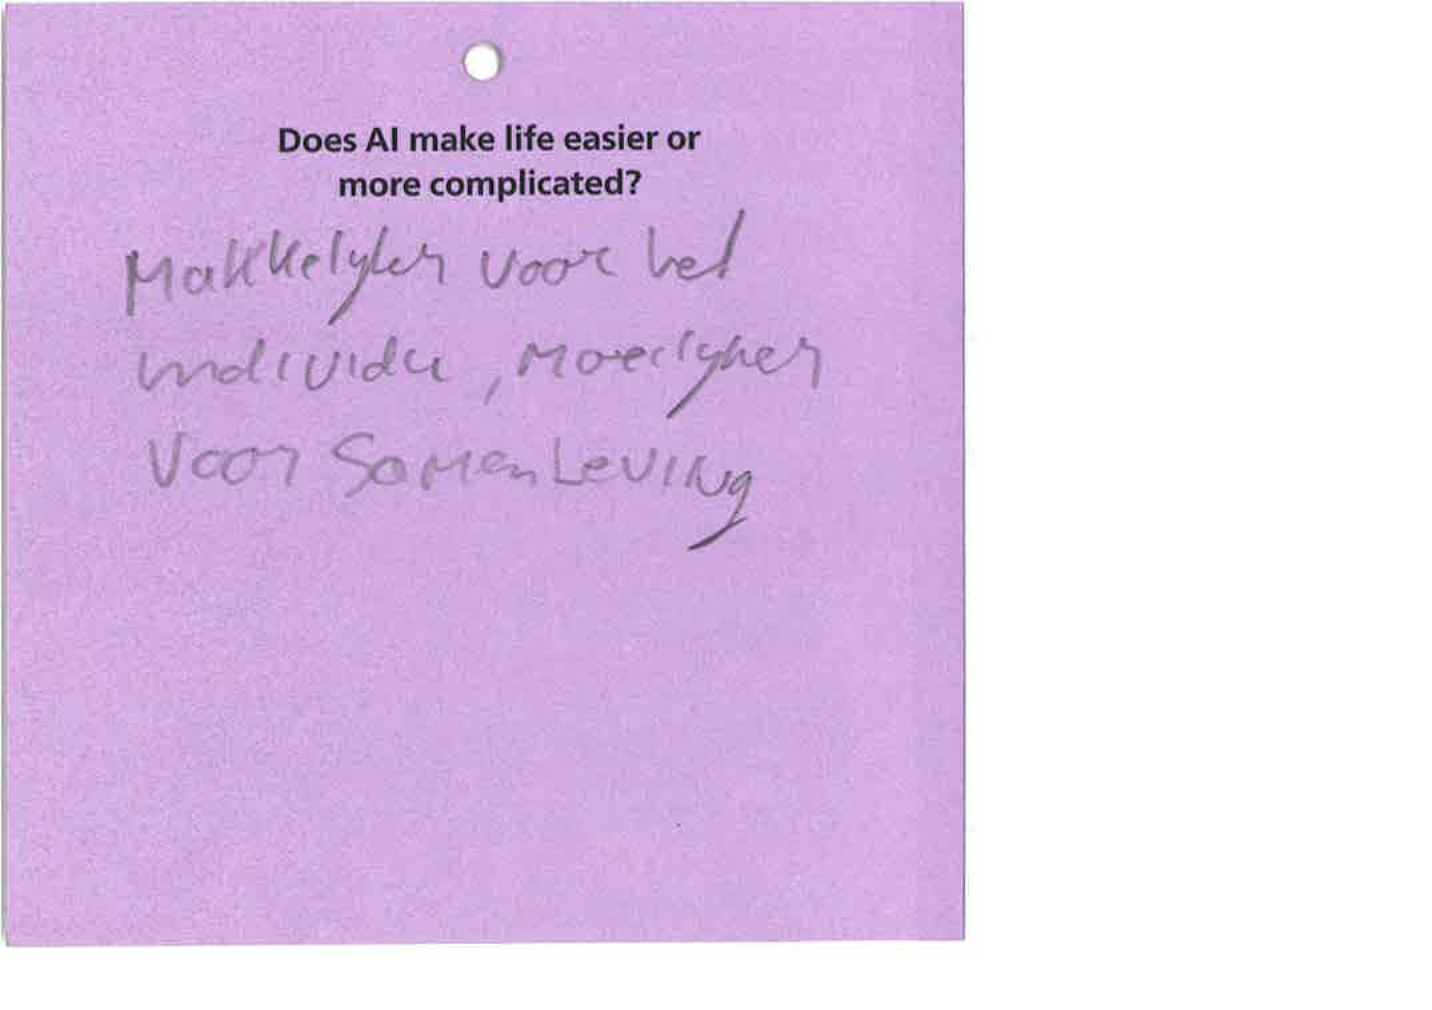 Does AI make life easier or
more complicated?
Makkelyker voor het
individu, moeilyker
voor samenleving